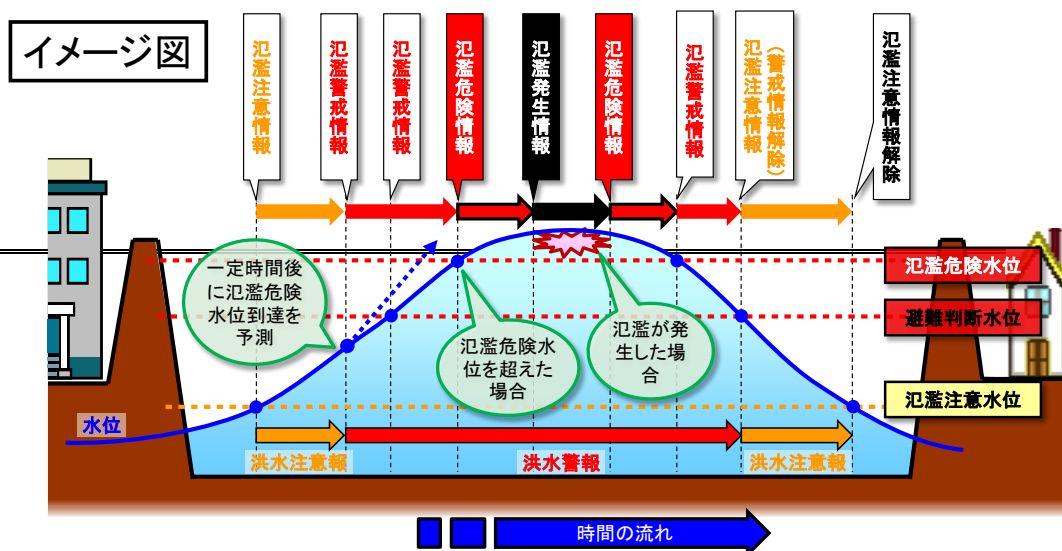 イメージ図
氾濫注意情報
氾濫警戒情報
氾濫警戒情報
氾濫危険情報
氾濫発生情報
氾濫危険情報
氾濫警戒情報
氾濫注意情報
（警戒情報解除）
氾濫注意情報解除
一定時間後
に氾濫危険
水位到達を
予測
氾濫危険水
位を超えた
場合
氾濫が発
生した場
合
氾濫危険水位
避難判断水位
氾濫注意水位
水位
洪水注意報
洪水警報
洪水注意報
時間の流れ